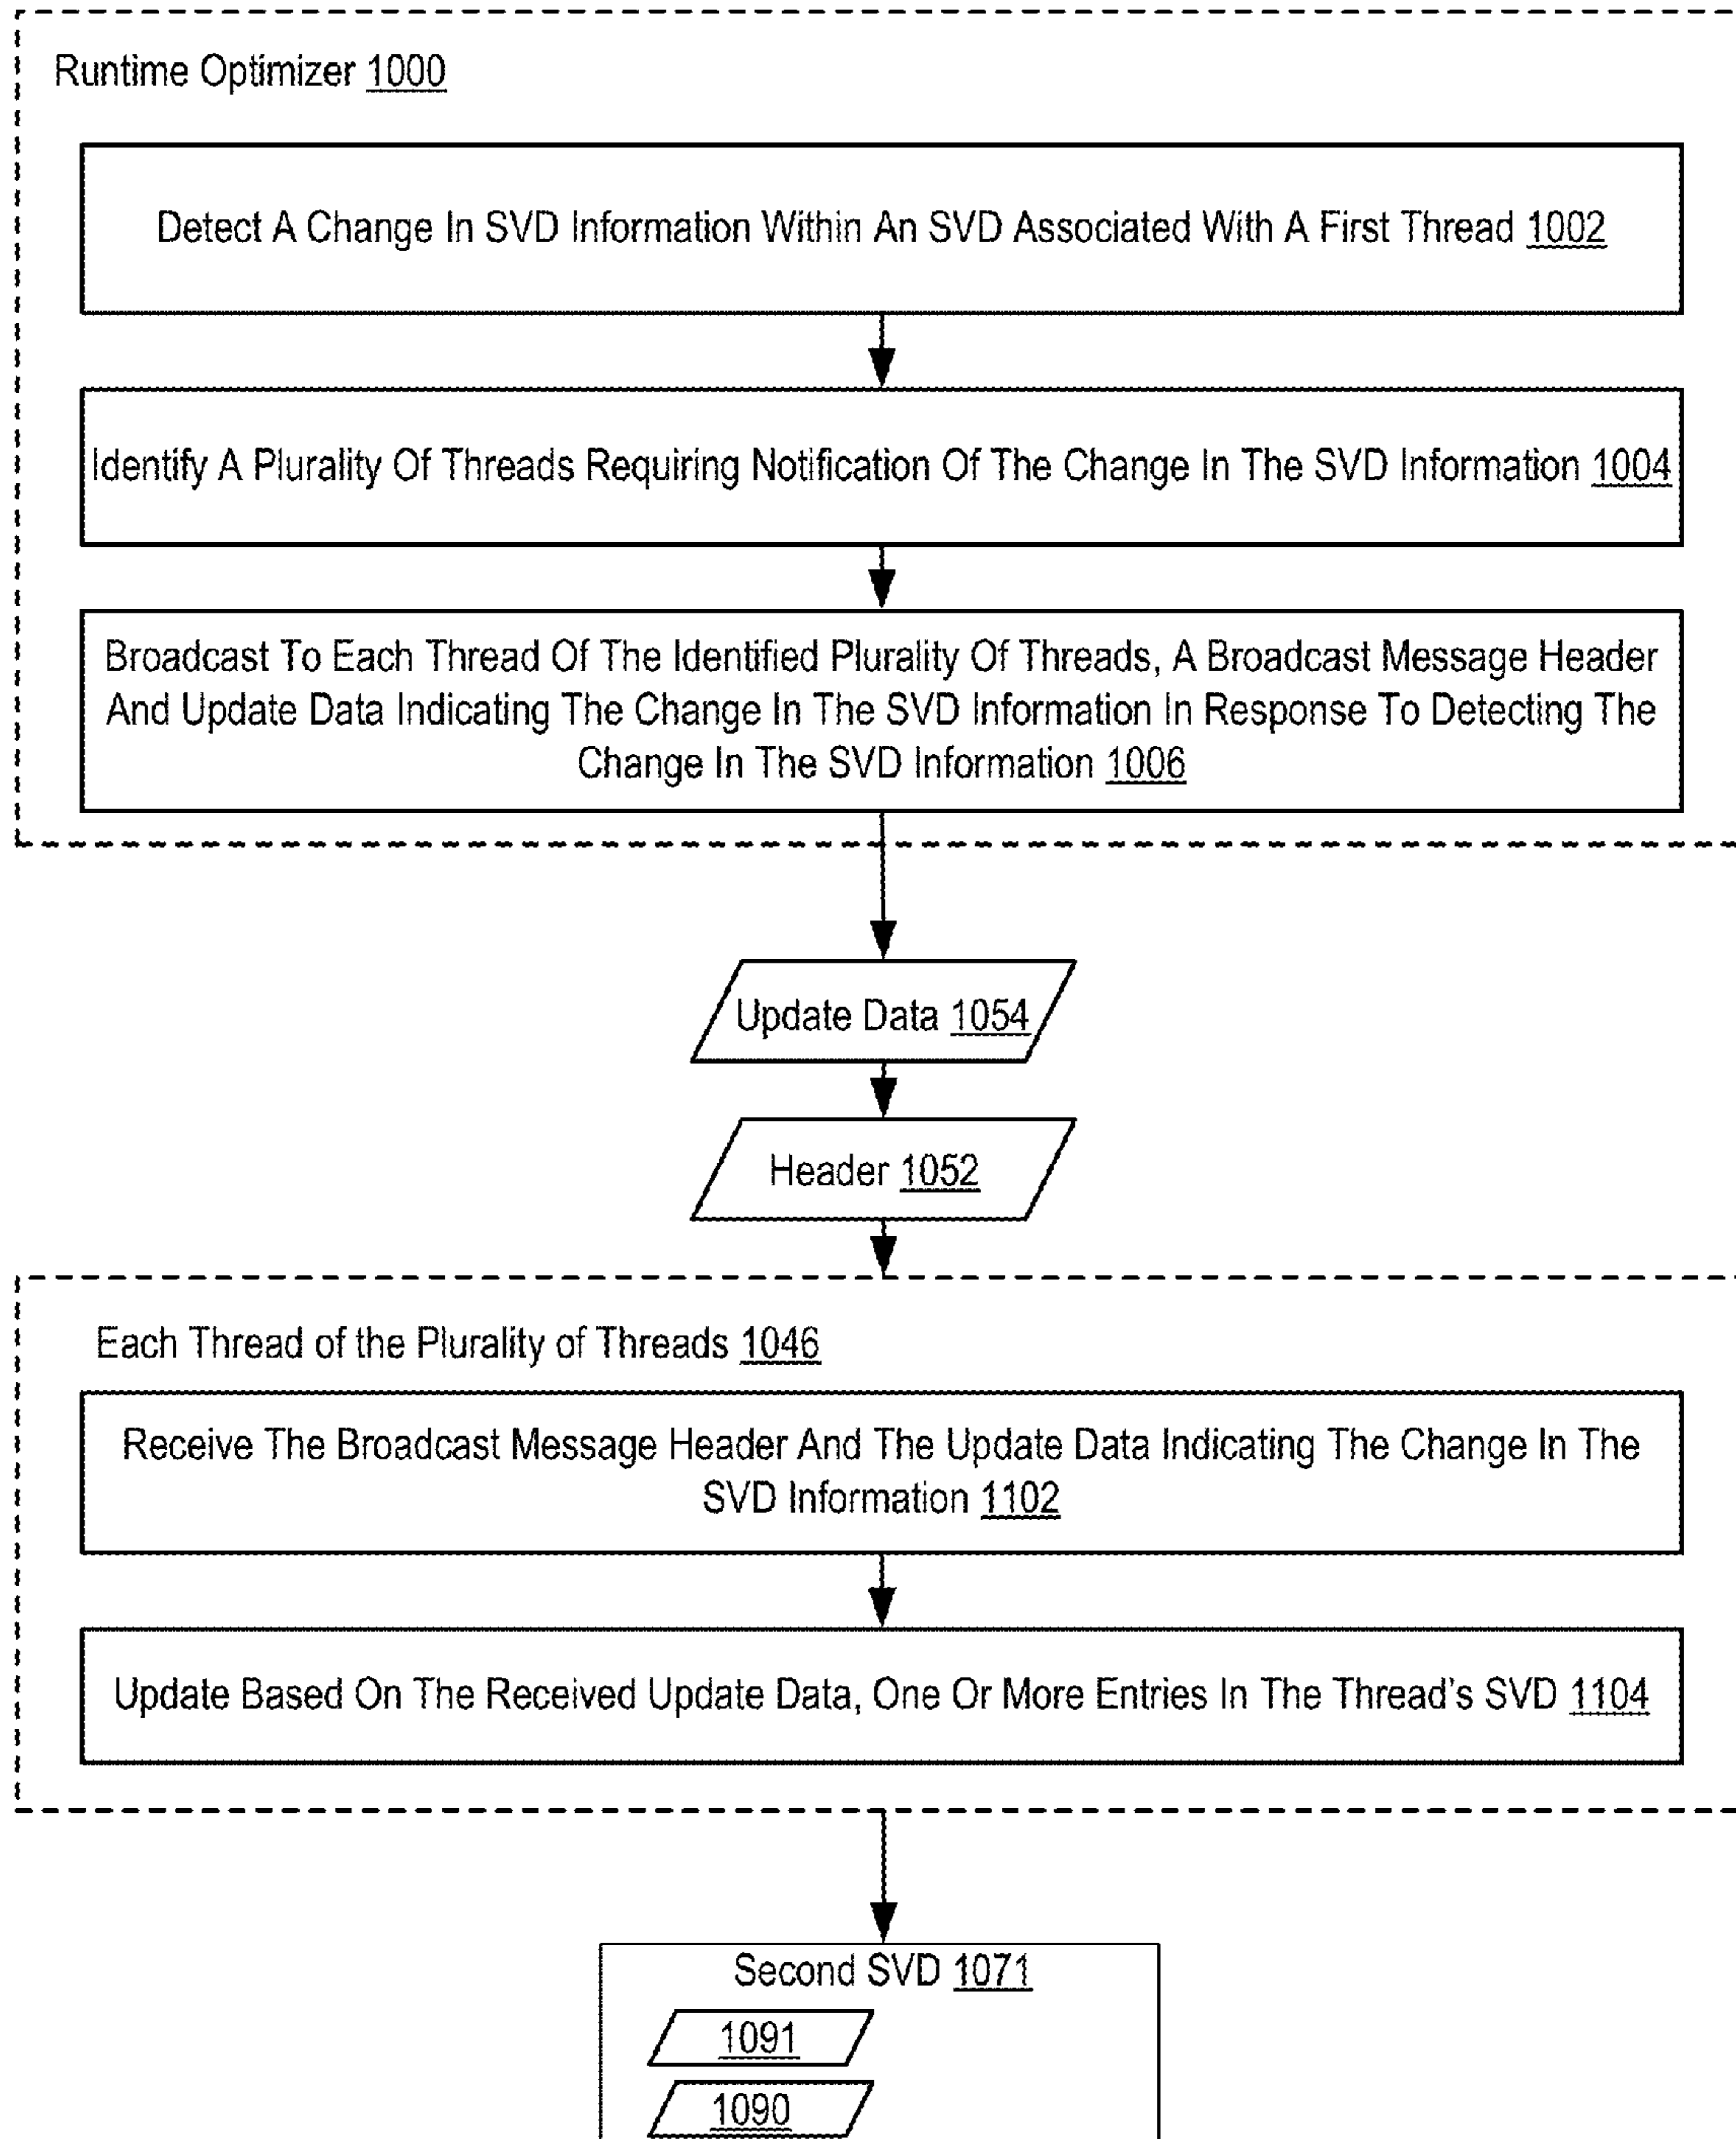 Runtime Optimizer 1000
Detect A Change In SVD Information Within An SVD Associated With A First Thread 1002
Identify A Plurality Of Threads Requiring Notification Of The Change In The SVD Information 1004
Broadcast To Each Thread Of The Identified Plurality Of Threads, A Broadcast Message Header
And Update Data Indicating The Change In The SVD Information In Response To Detecting The
Change In The SVD Information 1006
Update Data 1054
Header 1052
Each Thread of the Plurality of Threads 1046
Receive The Broadcast Message Header And The Update Data Indicating The Change In The
SVD Information 1102
Update Based On The Received Update Data, One Or More Entries In The Thread's SVD 1104
Second SVD 1071
1091
1090